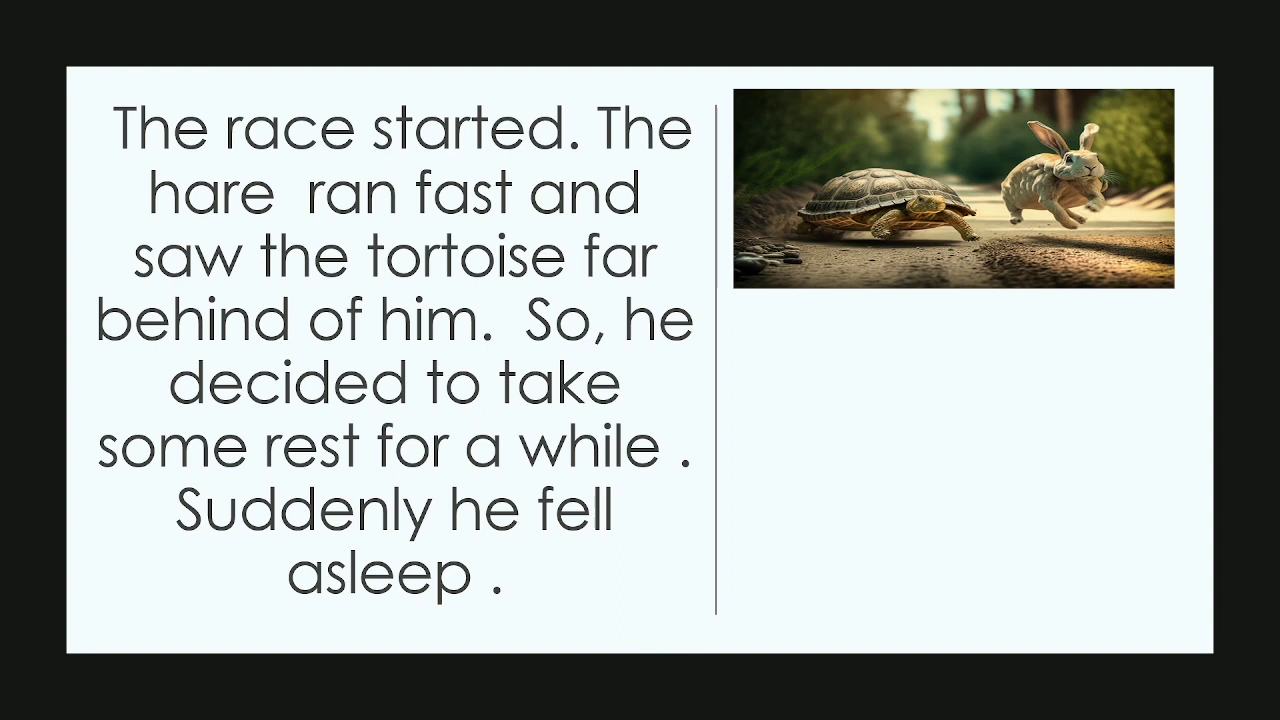 The race started. The
hare  ran fast and
saw the tortoise far
behind of him.  So, he
decided to take
some rest for a while .
Suddenly he fell
asleep .